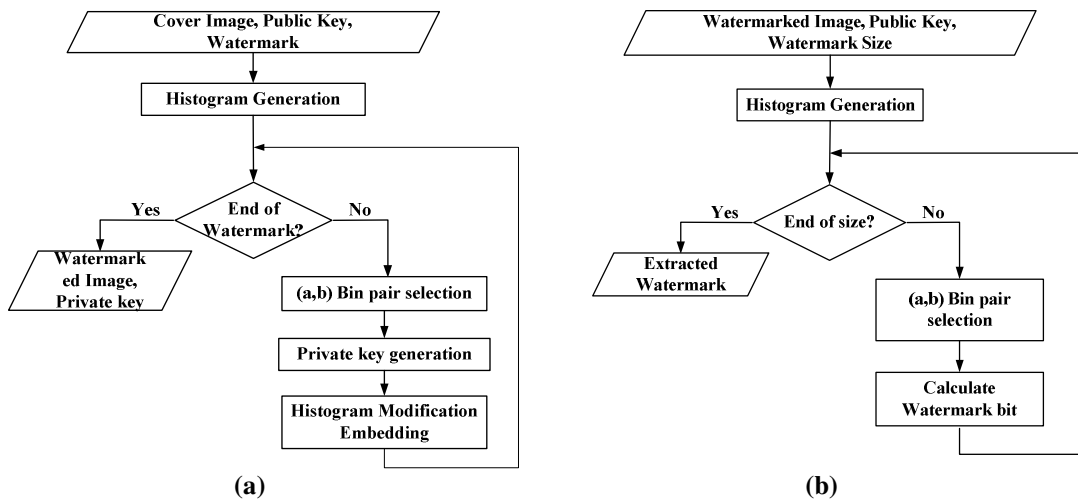 Cover Image, Public Key,
Watermark
Histogram Generation
End of
Watermark?
Yes
No
Watermark
ed Image,
Private key
(a,b) Bin pair selection
Private key generation
Histogram Modification
Embedding
(a)
Watermarked Image, Public Key,
Watermark Size
Histogram Generation
End of size?
Yes
No
Extracted
Watermark
(a,b) Bin pair
selection
Calculate
Watermark bit
(b)